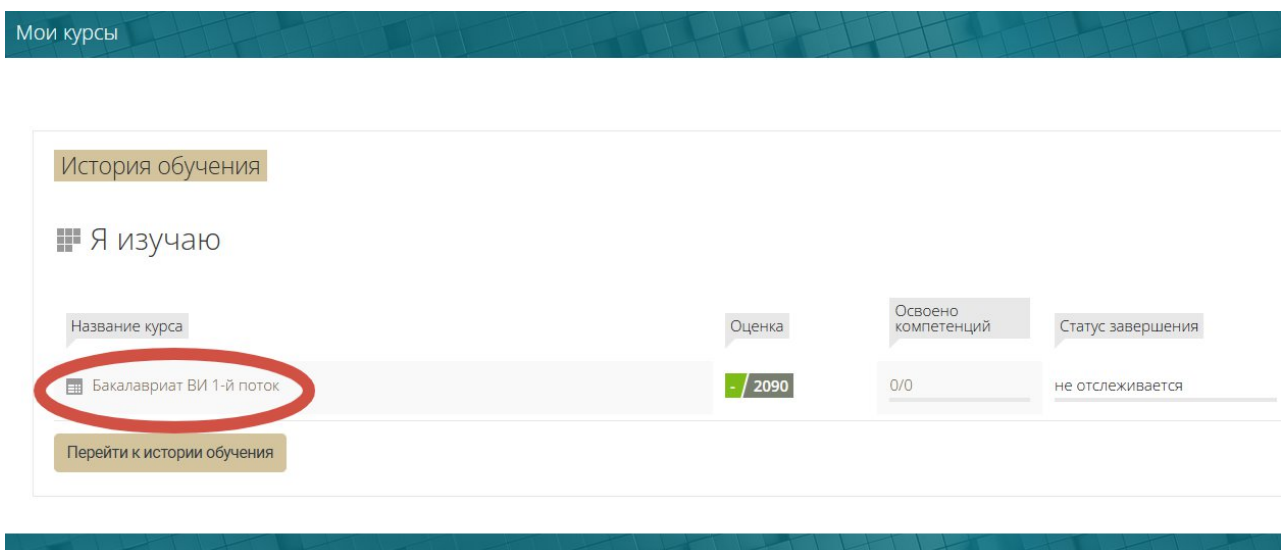 Мои курсы
История обучения
Я изучаю
Название курса
Оценка
Освоено
компетенций
Статус завершения
Бакалавриат ВИ 1-й поток
- / 2090
0/0
не отслеживается
Перейти к истории обучения